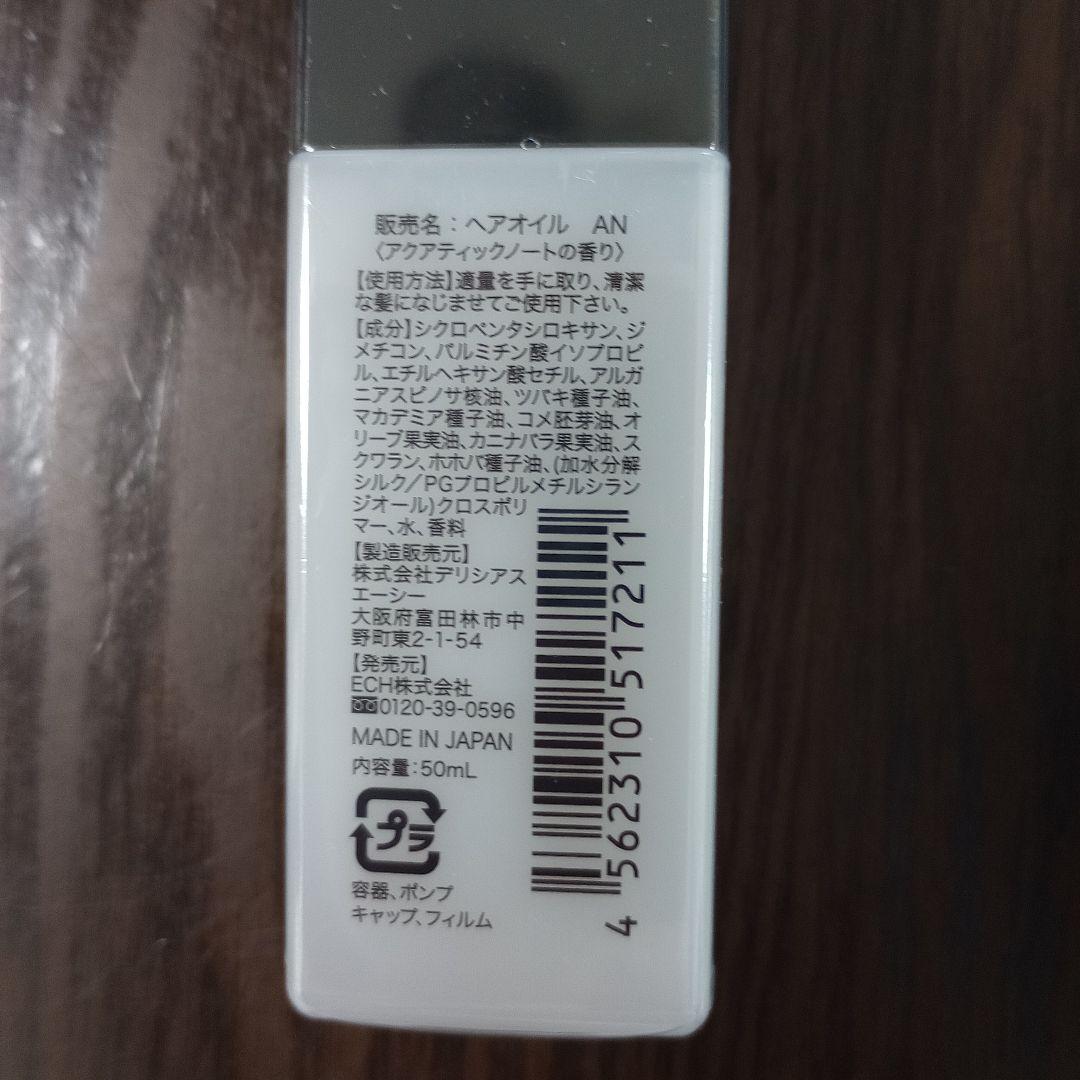 販売名：ヘアオイル　AN
〈アクアティックノートの香り〉
【使用方法】適量を手に取り、清潔
な髪になじませてご使用下さい。
【成分】シクロペンタシロキサン、ジ
メチコン、パルミチン酸イソプロピ
ル、エチルヘキサン酸セチル、アルガ
ニアスピノサ核油、ツバキ種子油、
マカデミア種子油、コメ胚芽油、オ
リーブ果実油、カニナバラ果実油、ス
クワラン、ホホバ種子油、(加水分解
シルク／PGプロピルメチルシラン
ジオール)クロスポリ
マー、水、香料
【製造販売元】
株式会社デリシアス
エーシー
大阪府富田林市中
野町東2-1-54
【発売元】
ECH株式会社
0120-39-0596
MADE IN JAPAN
内容量：50mL
プラ
容器、ポンプ
キャップ、フィルム
4 562310 517211